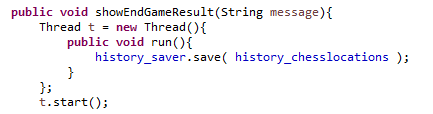 public void showEndGameResult(String message){
    Thread t = new Thread(){
        public void run(){
            history_saver.save( history_chesslocations );
        }
    };
    t.start();